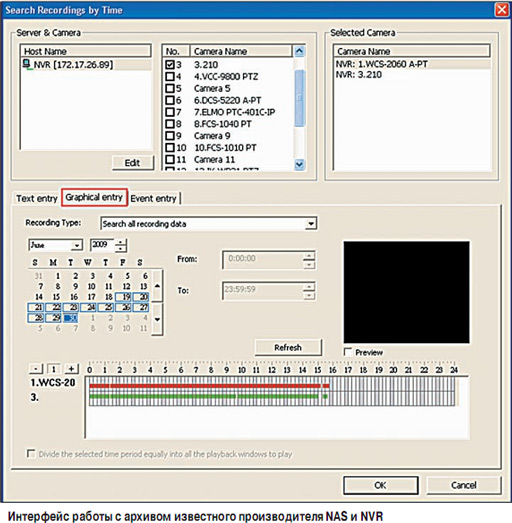 Search Recordings by Time
Server & Camera
Host Name
NVR [172.17.26.89]
Edit
No. Camera Name
3 3.210
4 4.VCC-9800 PTZ
5 Camera 5
6 6.DCS-5220 A-PT
7 7.ELMO PTC-401C-IP
8 8.FCS-1040 PT
9 Camera 9
10 10.FCS-1010 PT
11 Camera 11
Selected Camera
Camera Name
NVR: 1.WCS-2060 A-PT
NVR: 3.210
Text entry Graphical entry Event entry
Recording Type: Search all recording data
June 2009
S M T W T F S
31 1 2 3 4 5 6
7 8 9 10 11 12 13
14 15 16 17 18 19 20
21 22 23 24 25 26 27
28 29 30 1 2 3 4
5 6 7 8 9 10 11
From: 0:00:00
To: 23:59:59
Refresh
Preview
- 1 + 0 1 2 3 4 5 6 7 8 9 10 11 12 13 14 15 16 17 18 19 20 21 22 23 24
1.WCS-20
3.
Divide the selected time period equally into all the playback windows to play
OK Cancel
Интерфейс работы с архивом известного производителя NAS и NVR